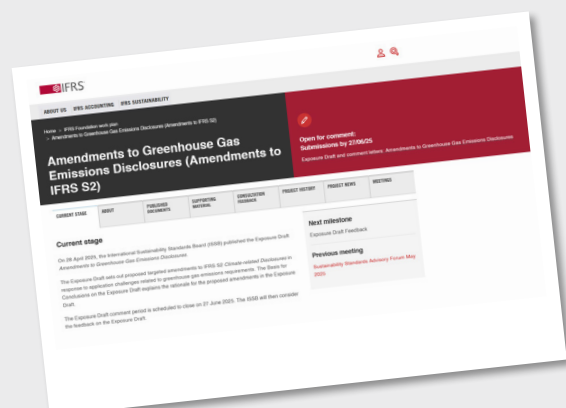 IFRS
ABOUT US IFRS ACCOUNTING IFRS SUSTAINABILITY
Home > IFRS Foundation work plan
> Amendments to Greenhouse Gas Emissions Disclosures (Amendments to IFRS S2)
Amendments to Greenhouse Gas
Emissions Disclosures (Amendments to
IFRS S2)
Open for comment:
Submissions by 27/06/25
Exposure Draft and comment letters: Amendments to Greenhouse Gas Emissions Disclosures
CURRENT STAGE
ABOUT
PUBLISHED
DOCUMENTS
SUPPORTING
MATERIAL
CONSULTATION
FEEDBACK
PROJECT HISTORY
PROJECT NEWS
MEETINGS
Current stage
On 28 April 2025, the International Sustainability Standards Board (ISSB) published the Exposure Draft
Amendments to Greenhouse Gas Emissions Disclosures
The Exposure Draft sets out proposed targeted amendments to IFRS S2 Climate-related Disclosures in
response to application challenges related to greenhouse gas emissions requirements. The Basis for
Conclusions on the Exposure Draft explains the rationale for the proposed amendments in the Exposure
Draft.
The Exposure Draft comment period is scheduled to close on 27 June 2025. The ISSB will then consider
the feedback on the Exposure Draft.
Next milestone
Exposure Draft Feedback
Previous meeting
Sustainability Standards Advisory Forum May
2025